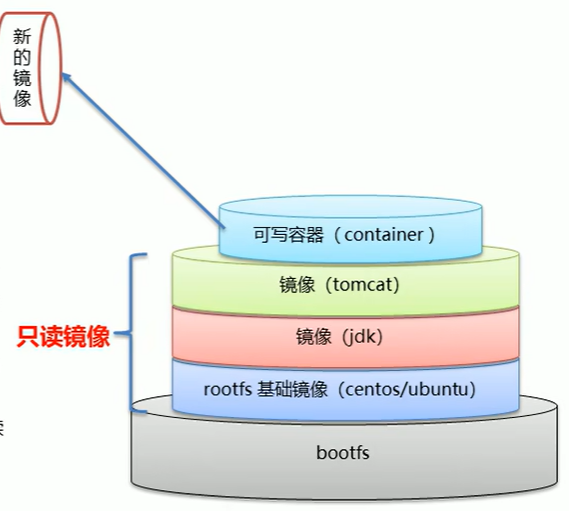 新的镜像
可写容器（container ）
镜像（tomcat）
只读镜像
镜像（jdk）
rootfs 基础镜像（centos/ubuntu）
bootfs